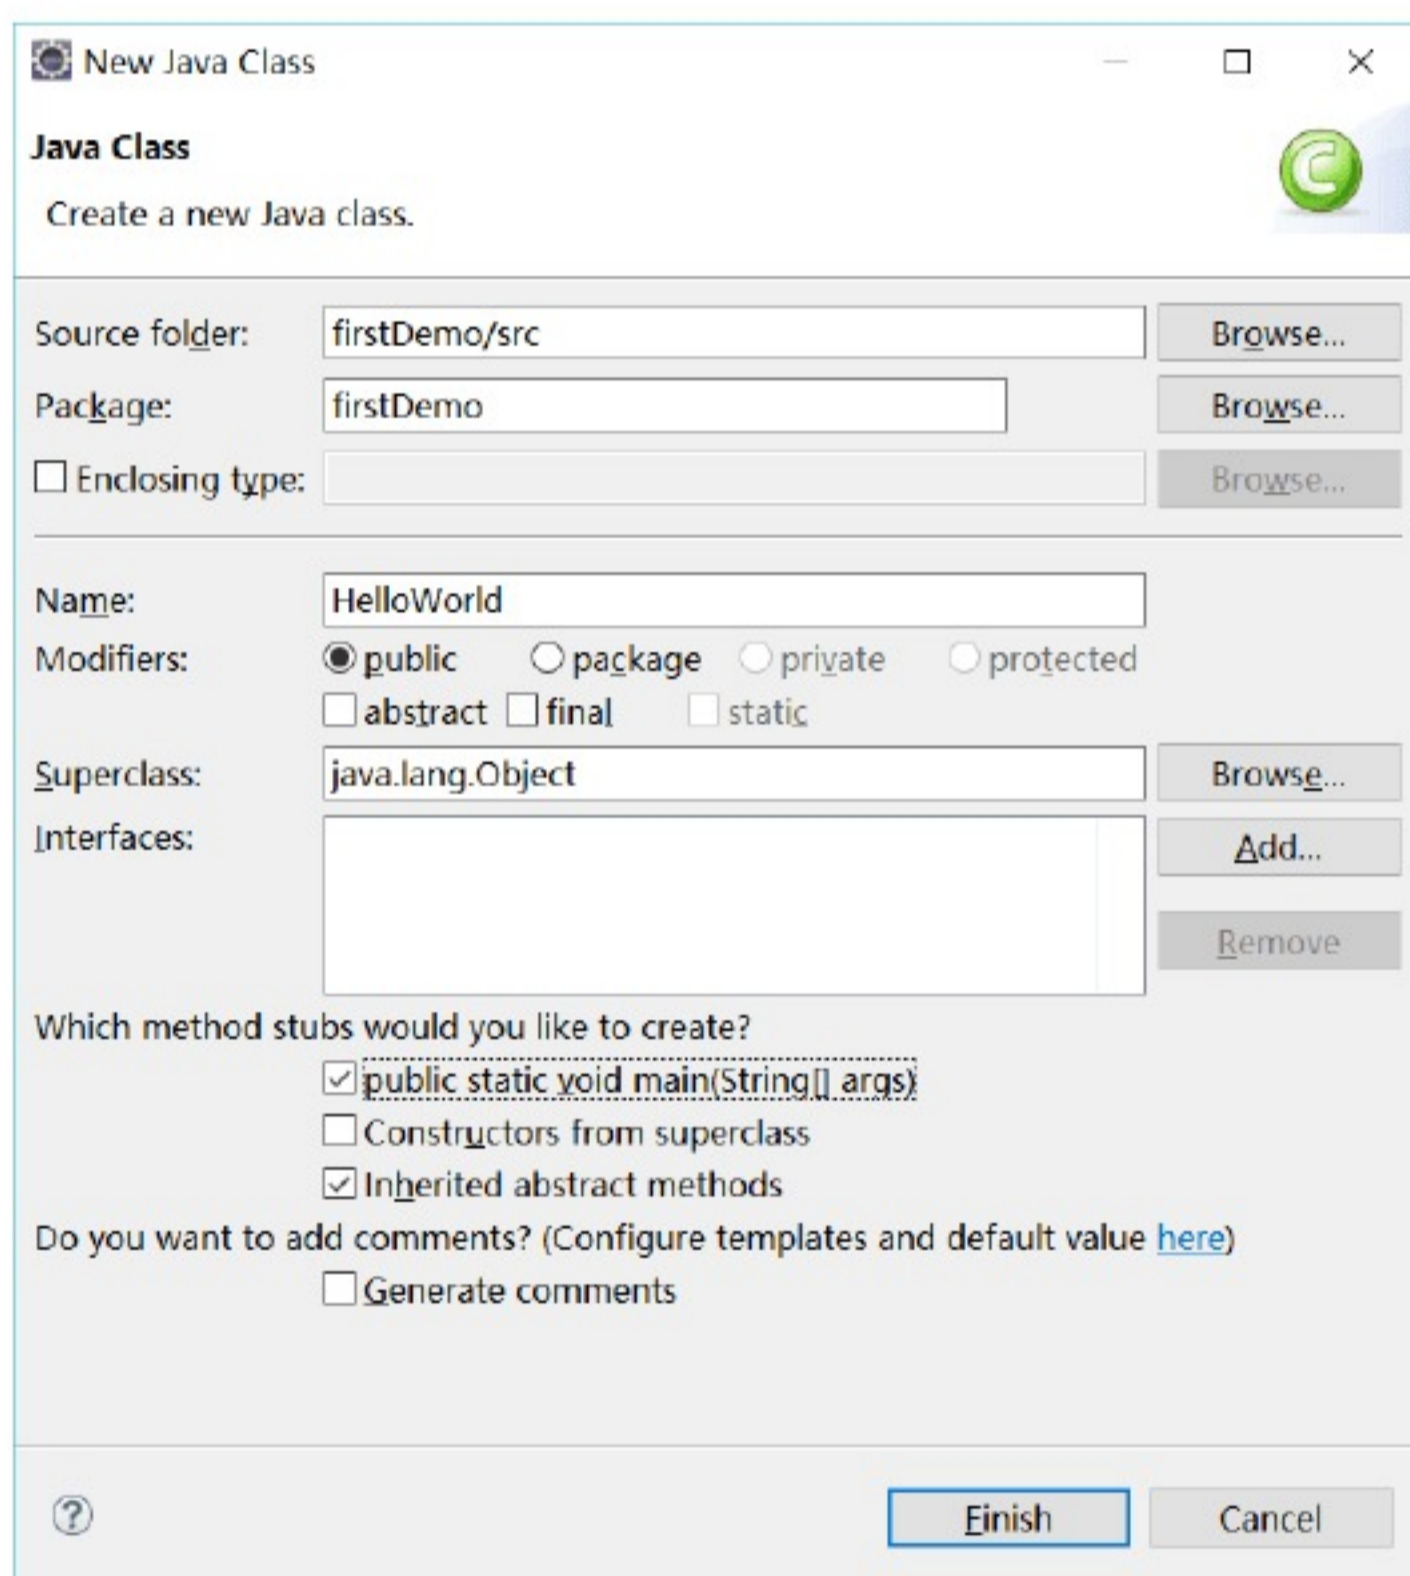 New Java Class
Java Class
Create a new Java class.
Source folder: firstDemo/src Browse...
Package: firstDemo Browse...
Enclosing type: Browse...
Name: HelloWorld
Modifiers: public package private protected
abstract final static
Superclass: java.lang.Object Browse...
Interfaces: Add...
Remove
Which method stubs would you like to create?
public static void main(String[] args)
Constructors from superclass
Inherited abstract methods
Do you want to add comments? (Configure templates and default value here)
Generate comments
? Finish Cancel